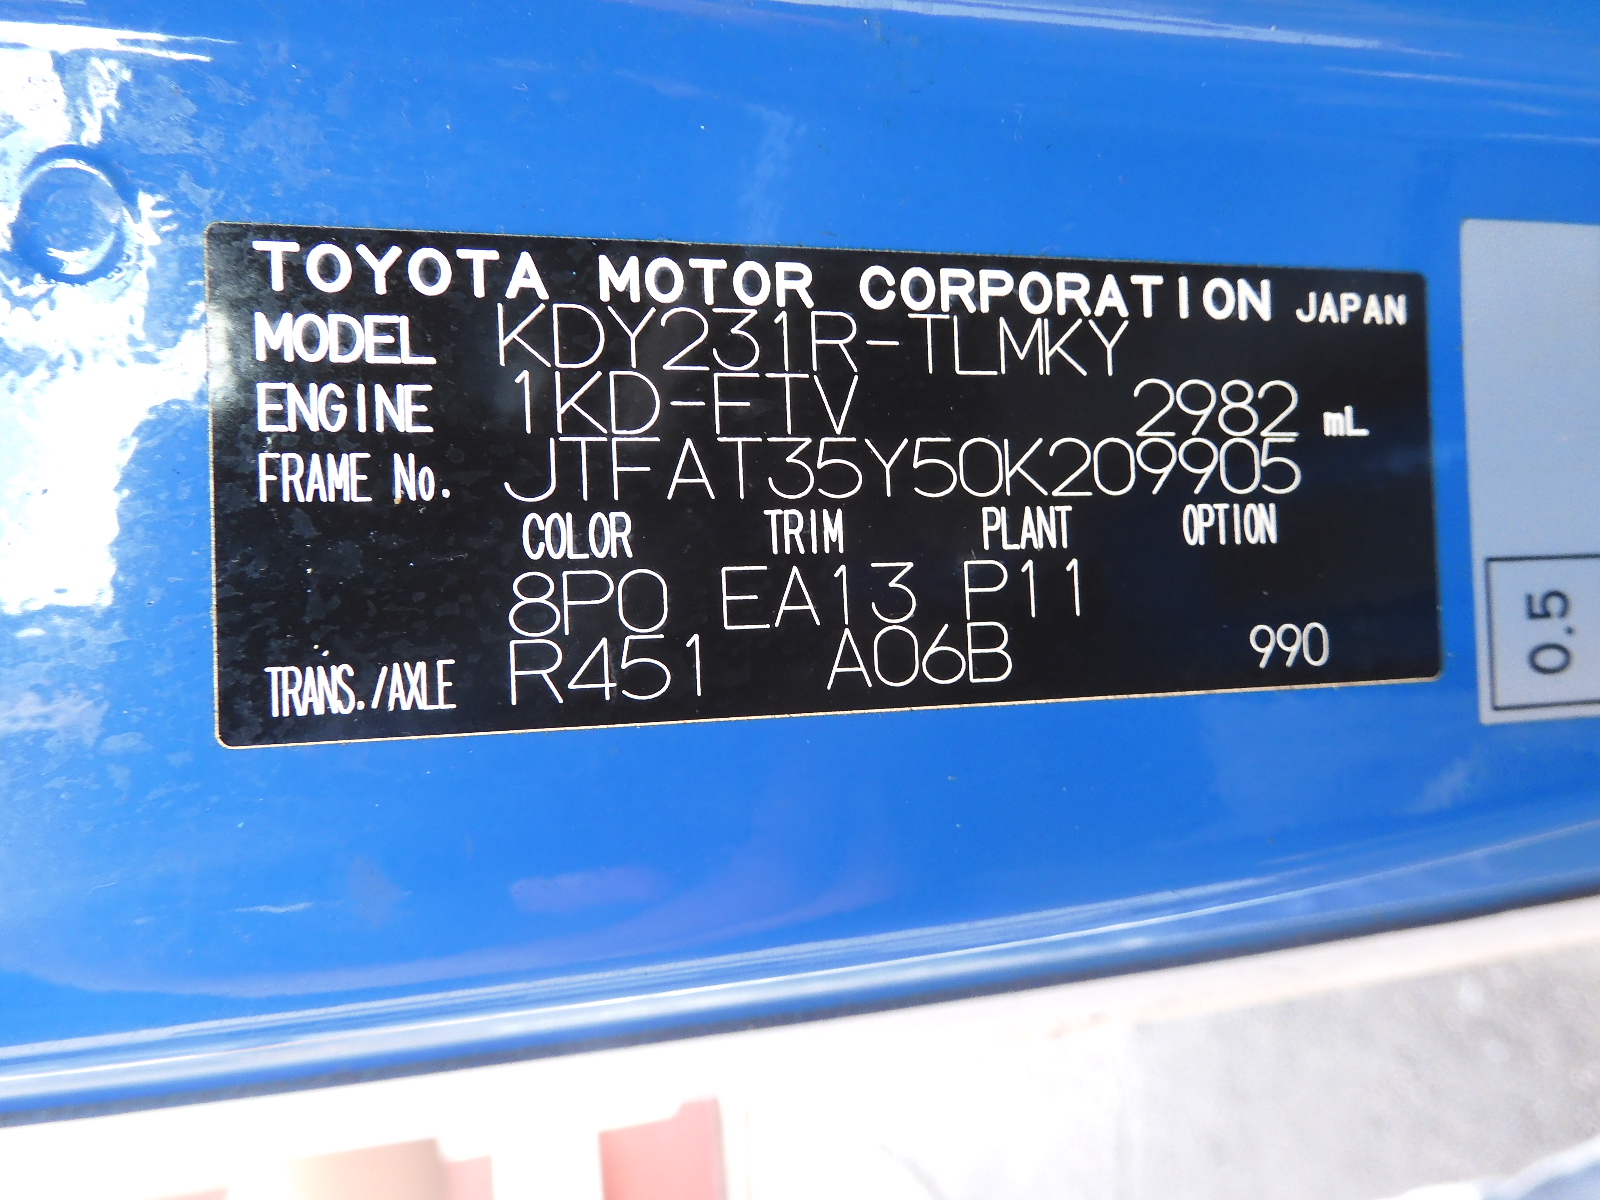 TOYOTA MOTOR CORPORATION JAPAN
MODEL KDY231R-TLMKY
ENGINE 1KD-FTV 2982 mL
FRAME No. JTFAT35Y50K209905
COLOR TRIM PLANT OPTION
8P0 EA13 P11
TRANS./AXLE R451 A06B 990
0.5